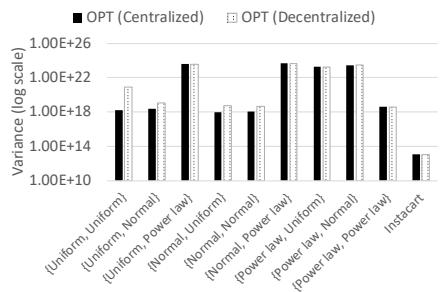 OPT (Centralized) OPT (Decentralized)
Variance (log scale)
1.00E+26
1.00E+22
1.00E+18
1.00E+14
1.00E+10
{Uniform, Uniform}
{Uniform, Normal}
{Uniform, Power law}
{Normal, Uniform}
{Normal, Normal}
{Normal, Power law}
{Power law, Uniform}
{Power law, Normal}
{Power law, Power law}
Instacart